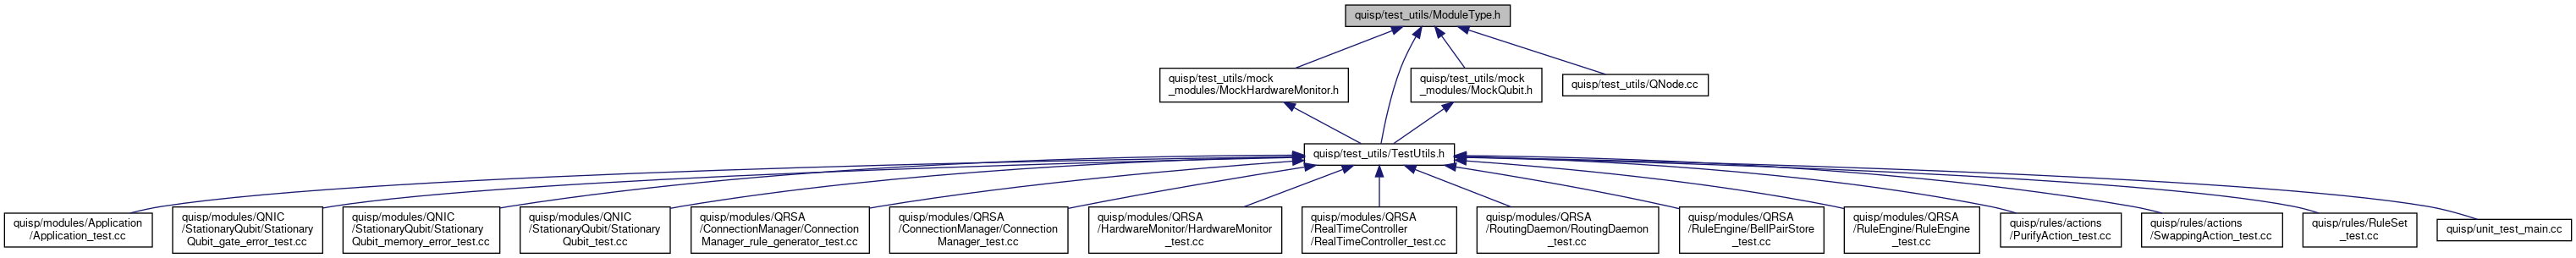 quisp/test_utils/ModuleType.h
quisp/test_utils/mock
_modules/MockHardwareMonitor.h
quisp/test_utils/mock
_modules/MockQubit.h
quisp/test_utils/QNode.cc
quisp/test_utils/TestUtils.h
quisp/modules/Application
/Application_test.cc
quisp/modules/QNIC
/StationaryQubit/Stationary
Qubit_gate_error_test.cc
quisp/modules/QNIC
/StationaryQubit/Stationary
Qubit_memory_error_test.cc
quisp/modules/QNIC
/StationaryQubit/Stationary
Qubit_test.cc
quisp/modules/QRSA
/ConnectionManager/Connection
Manager_rule_generator_test.cc
quisp/modules/QRSA
/ConnectionManager/Connection
Manager_test.cc
quisp/modules/QRSA
/HardwareMonitor/HardwareMonitor
_test.cc
quisp/modules/QRSA
/RealTimeController
/RealTimeController_test.cc
quisp/modules/QRSA
/RoutingDaemon/RoutingDaemon
_test.cc
quisp/modules/QRSA
/RuleEngine/BellPairStore
_test.cc
quisp/modules/QRSA
/RuleEngine/RuleEngine
_test.cc
quisp/rules/actions
/PurifyAction_test.cc
quisp/rules/actions
/SwappingAction_test.cc
quisp/rules/RuleSet
_test.cc
quisp/unit_test_main.cc